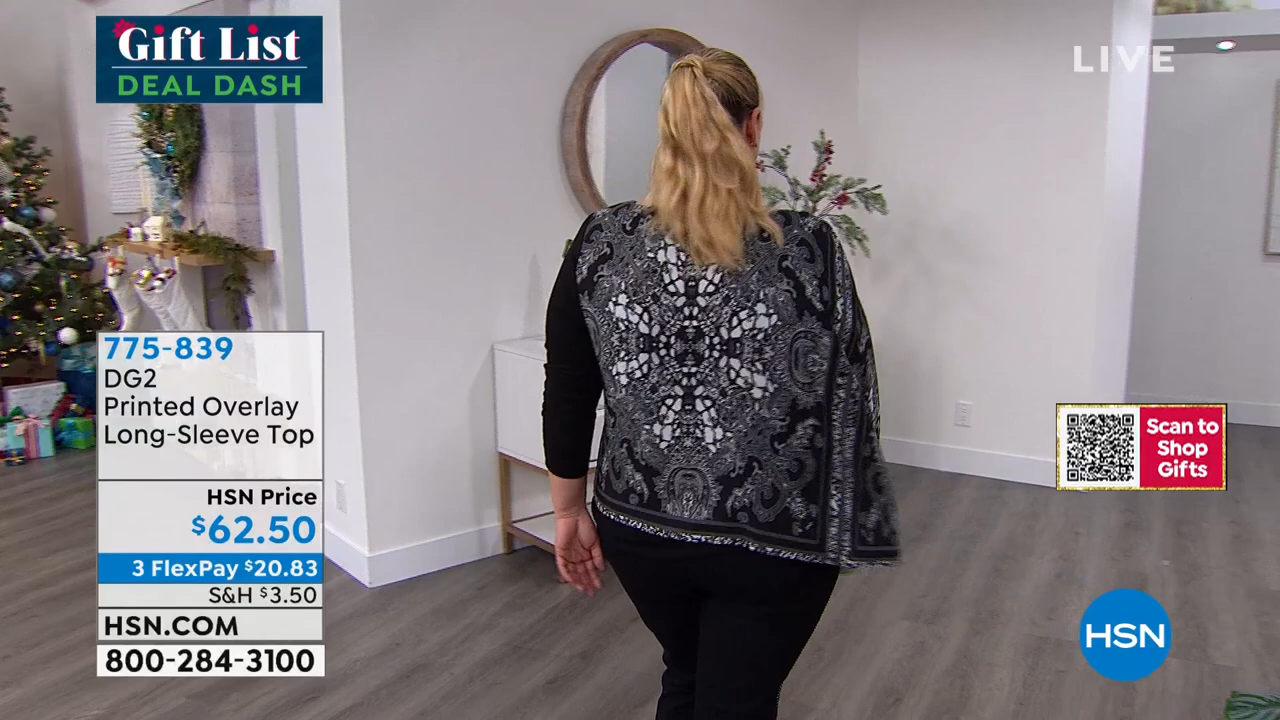 Gift List
DEAL DASH
LIVE
775-839
DG2
Printed Overlay
Long-Sleeve Top
HSN Price
$62.50
3 FlexPay $20.83
S&H $3.50
HSN.COM
800-284-3100
Scan to
Shop
Gifts
HSN